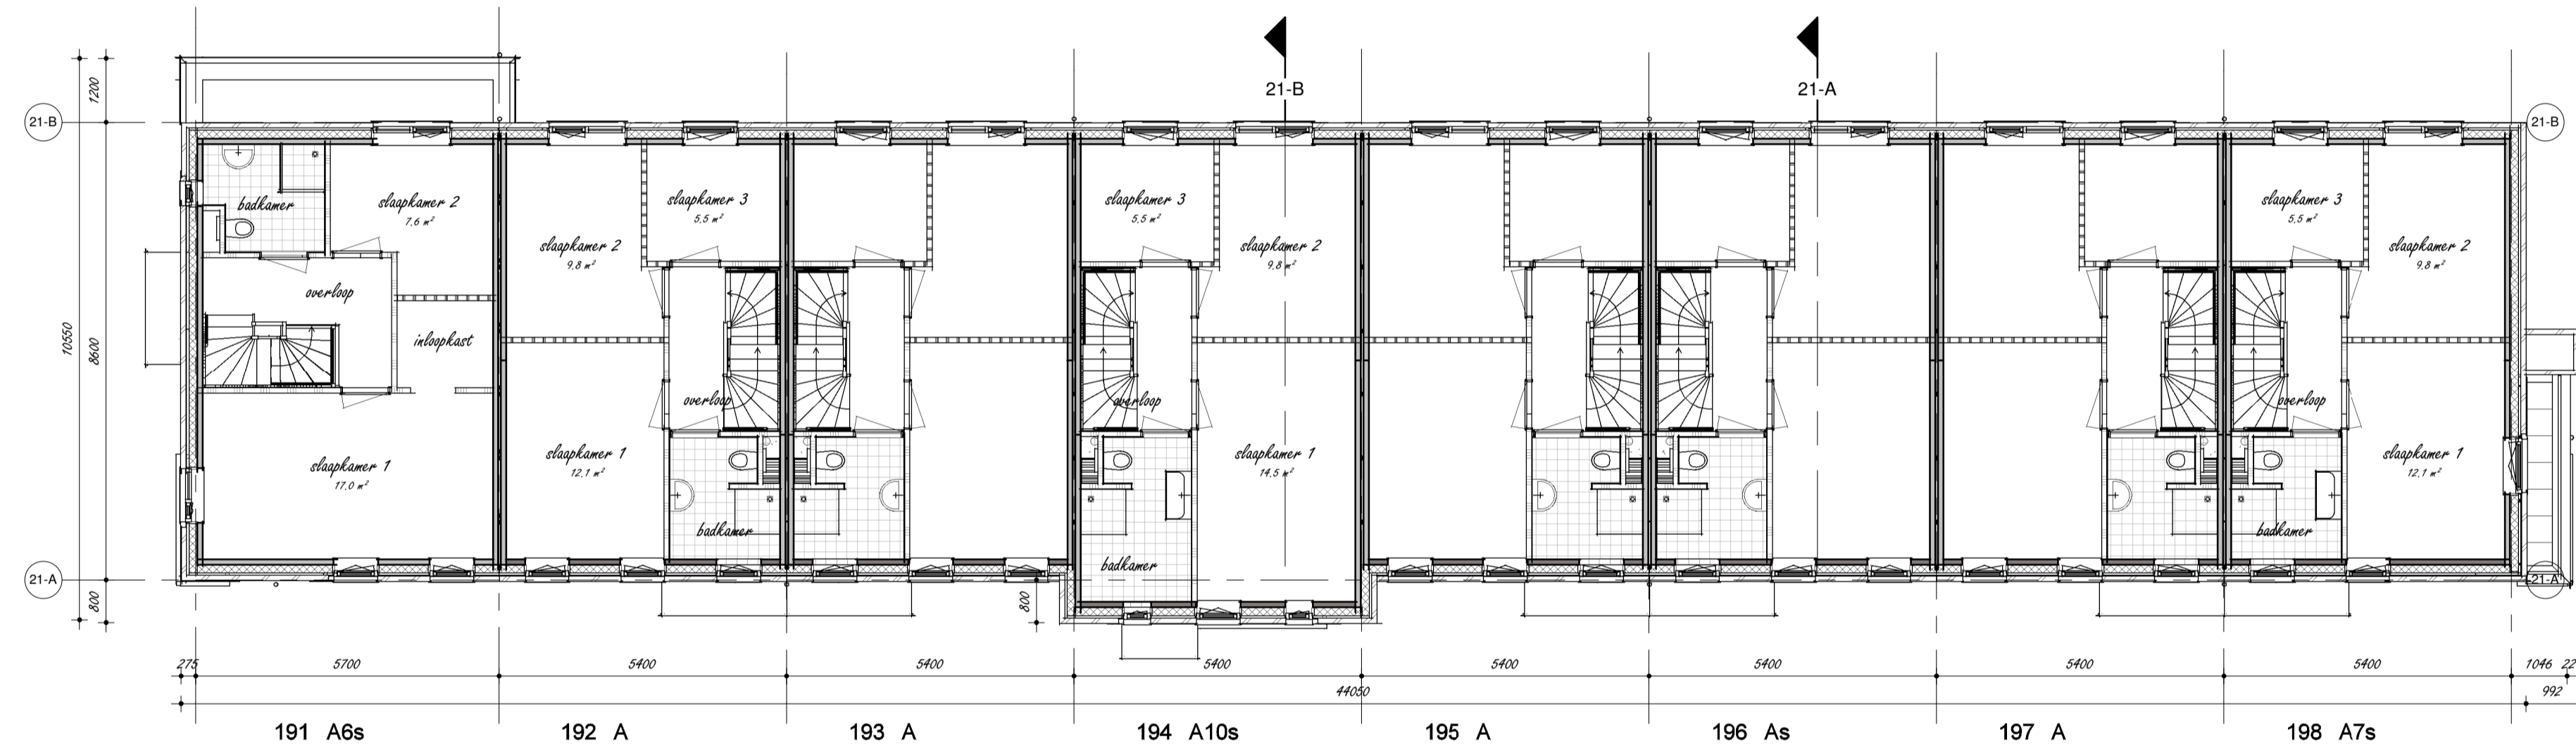 21-B
21-A
1200
21-B
21-B
badkamer
slaapkamer 2
7,6 m²
slaapkamer 3
5,5 m²
slaapkamer 3
5,5 m²
slaapkamer 3
5,5 m²
slaapkamer 2
9,8 m²
slaapkamer 2
9,8 m²
slaapkamer 2
9,8 m²
overloop
inloopkast
10550
8600
overloop
overloop
overloop
slaapkamer 1
17,0 m²
slaapkamer 1
12,1 m²
slaapkamer 1
14,5 m²
slaapkamer 1
12,1 m²
badkamer
badkamer
badkamer
21-A
21-A
800
800
275 5700 5400 5400 5400 5400 5400 5400 5400 1046 22
44050 992
191 A6s 192 A 193 A 194 A10s 195 A 196 As 197 A 198 A7s